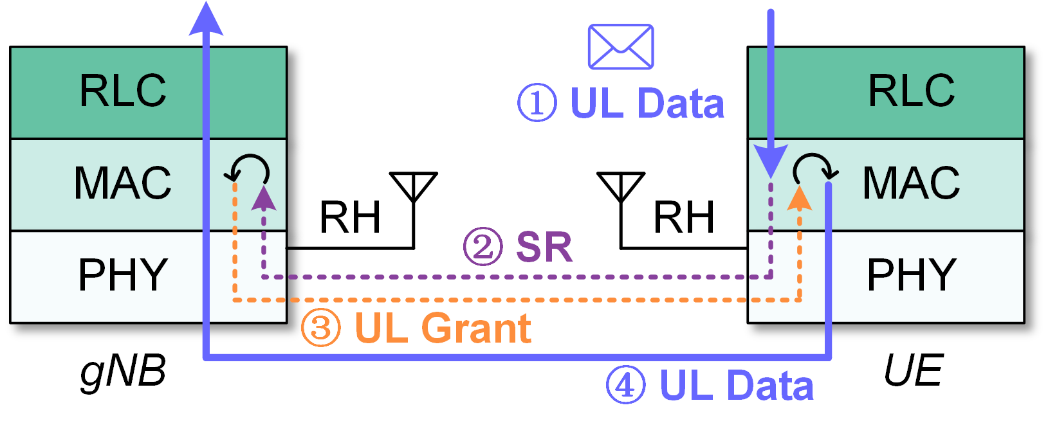 ① UL Data
RLC
RLC
MAC
MAC
RH
RH
② SR
PHY
PHY
③ UL Grant
gNB
UE
④ UL Data